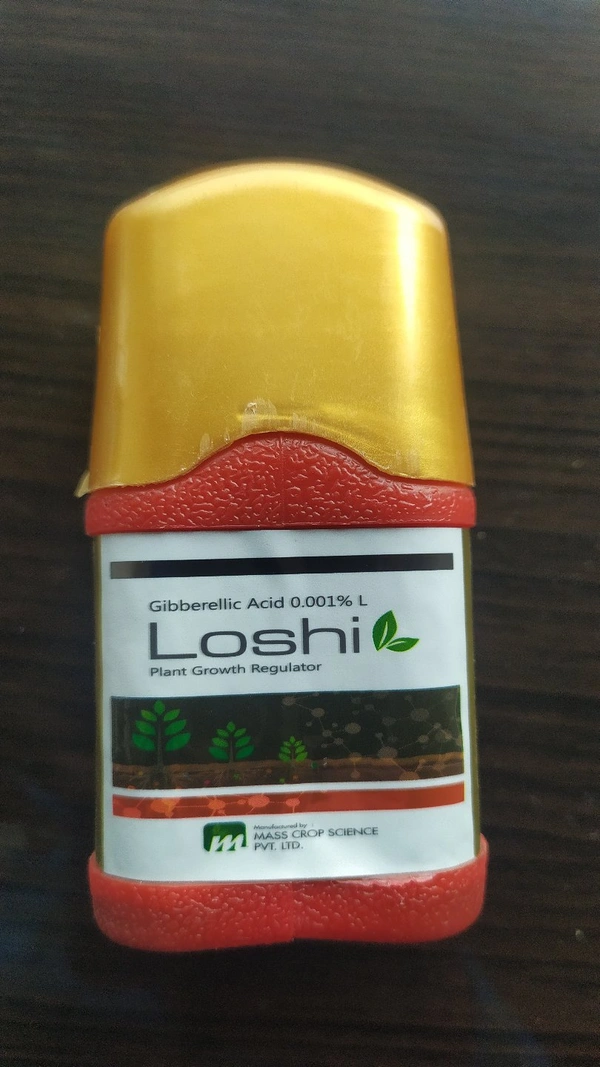 Gibberellic Acid 0.001% L
Loshi
Plant Growth Regulator
m
Manufactured by :
MASS CROP SCIENCE
PVT. LTD.